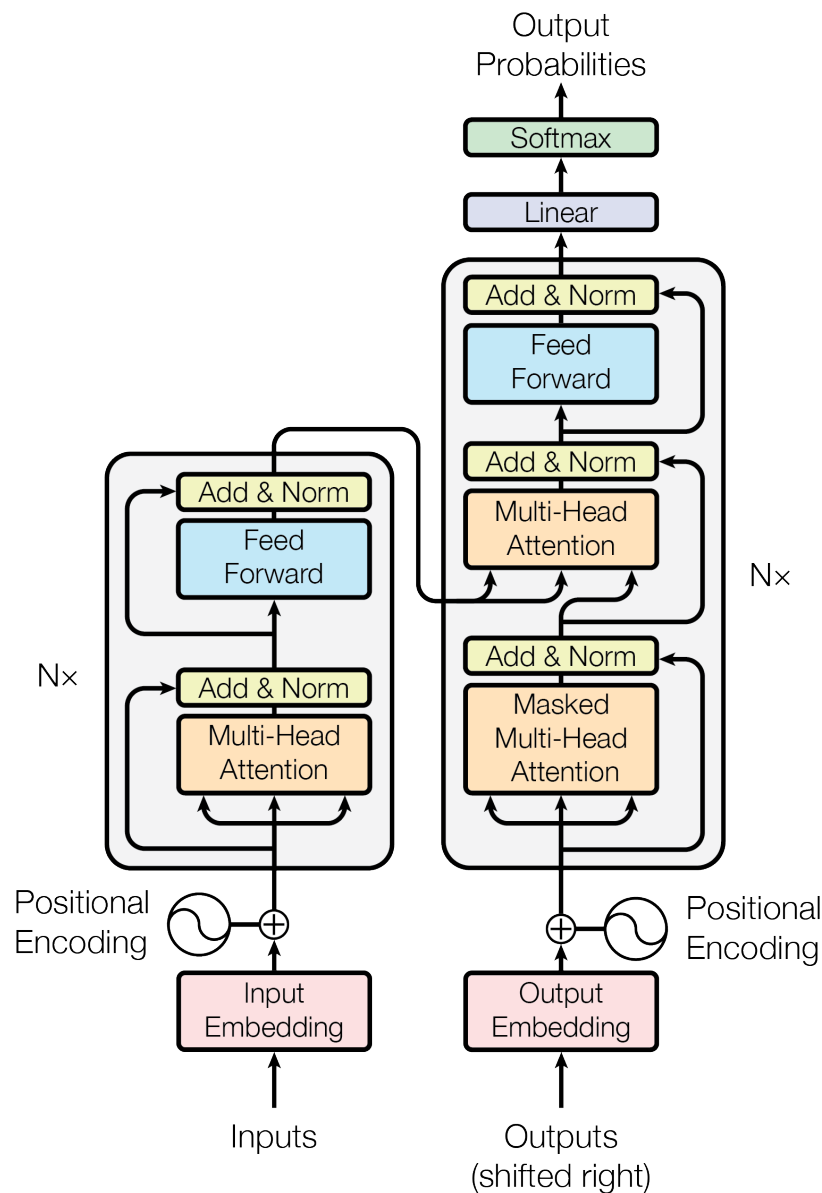 Output
Probabilities
Softmax
Linear
Add & Norm
Feed
Forward
Add & Norm
Multi-Head
Attention
Add & Norm
Masked
Multi-Head
Attention
N×
Add & Norm
Feed
Forward
Add & Norm
Multi-Head
Attention
N×
Positional
Encoding
Positional
Encoding
Input
Embedding
Output
Embedding
Inputs
Outputs
(shifted right)